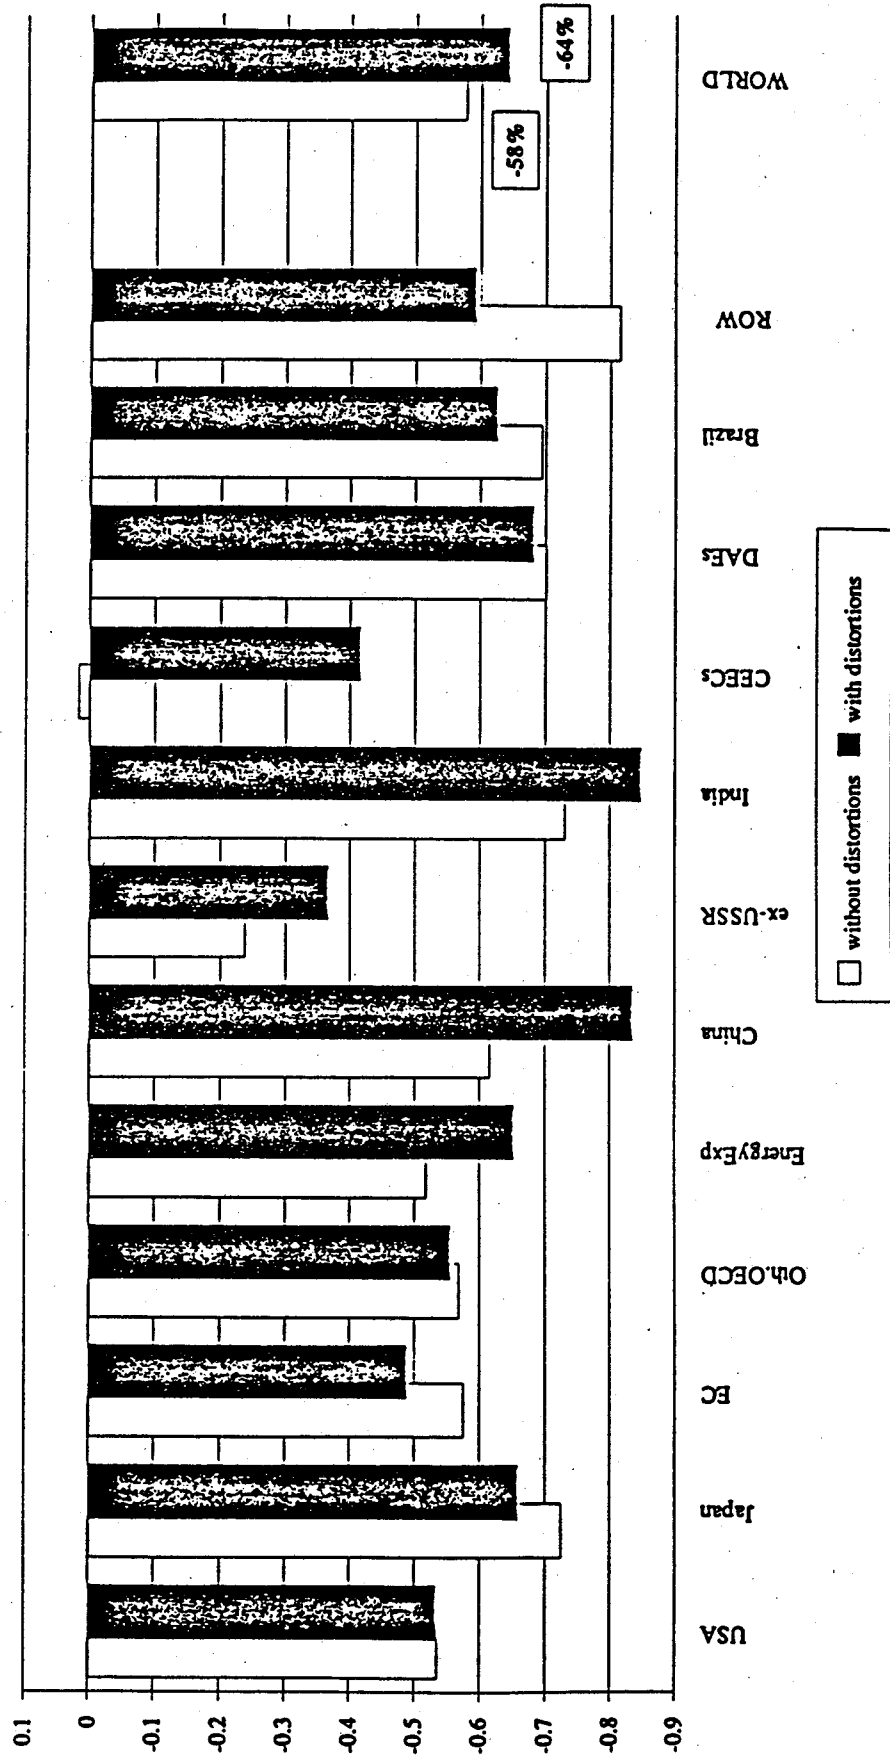 0.1
0
-0.1
-0.2
-0.3
-0.4
-0.5
-0.6
-0.7
-0.8
-0.9
USA
Japan
EC
Oth.OECD
EnergyExp
China
ex-USSR
India
CEECs
DAEs
Brazil
ROW
WORLD
-58%
-64%
without distortions
with distortions